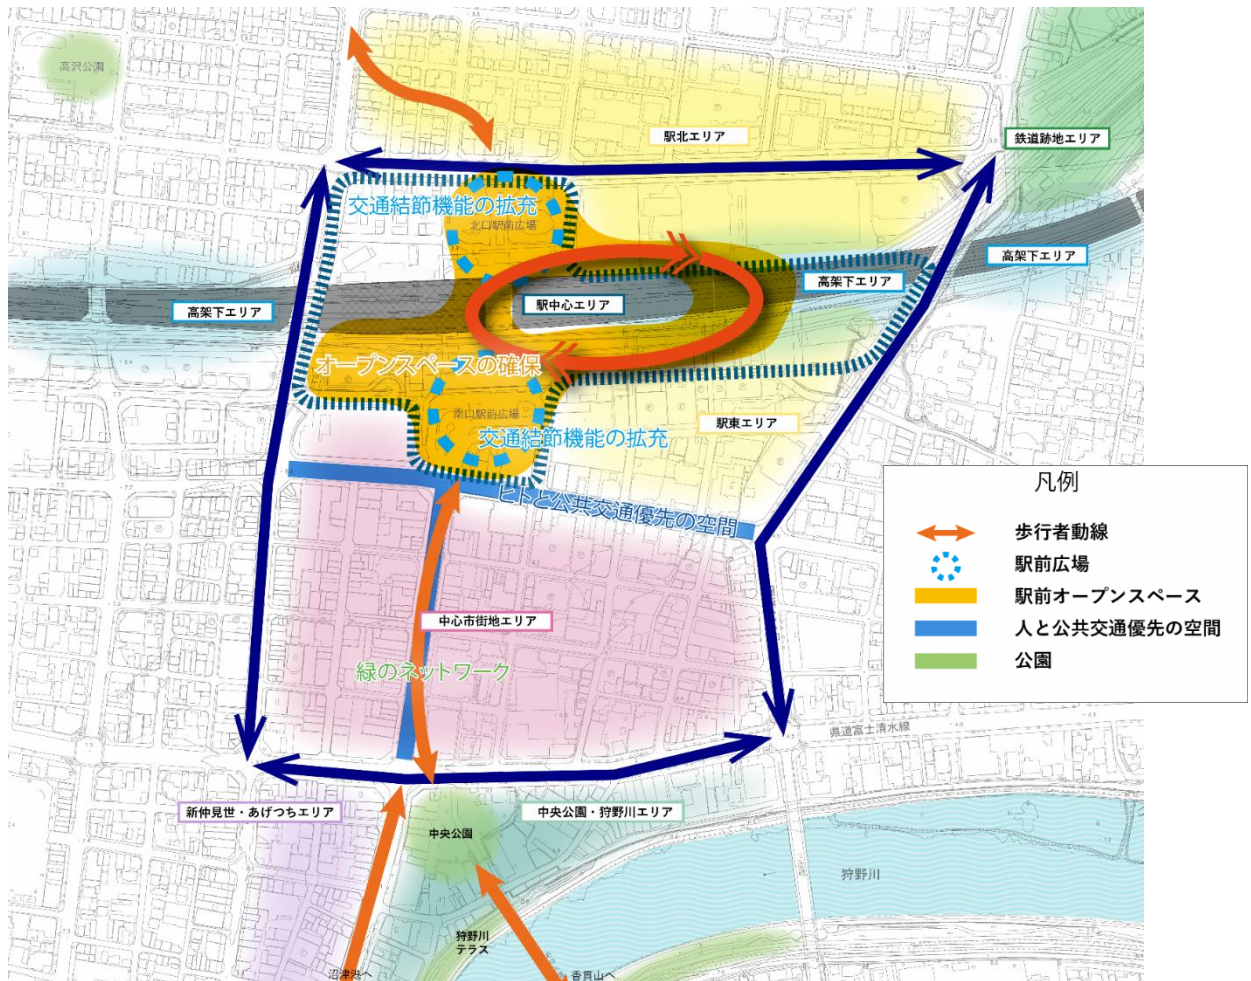 高沢公園
駅北エリア
鉄道跡地エリア
交通結節機能の拡充
北口駅前広場
高架下エリア
高架下エリア
高架下エリア
駅中心エリア
オープンスペースの確保
南口駅前広場
駅東エリア
交通結節機能の拡充
ヒトと公共交通優先の空間
凡例
歩行者動線
駅前広場
駅前オープンスペース
人と公共交通優先の空間
公園
中心市街地エリア
緑のネットワーク
県道富士清水線
新仲見世・あげつちエリア
中央公園・狩野川エリア
中央公園
狩野川
狩野川
テラス
沼津港へ
香貫山へ